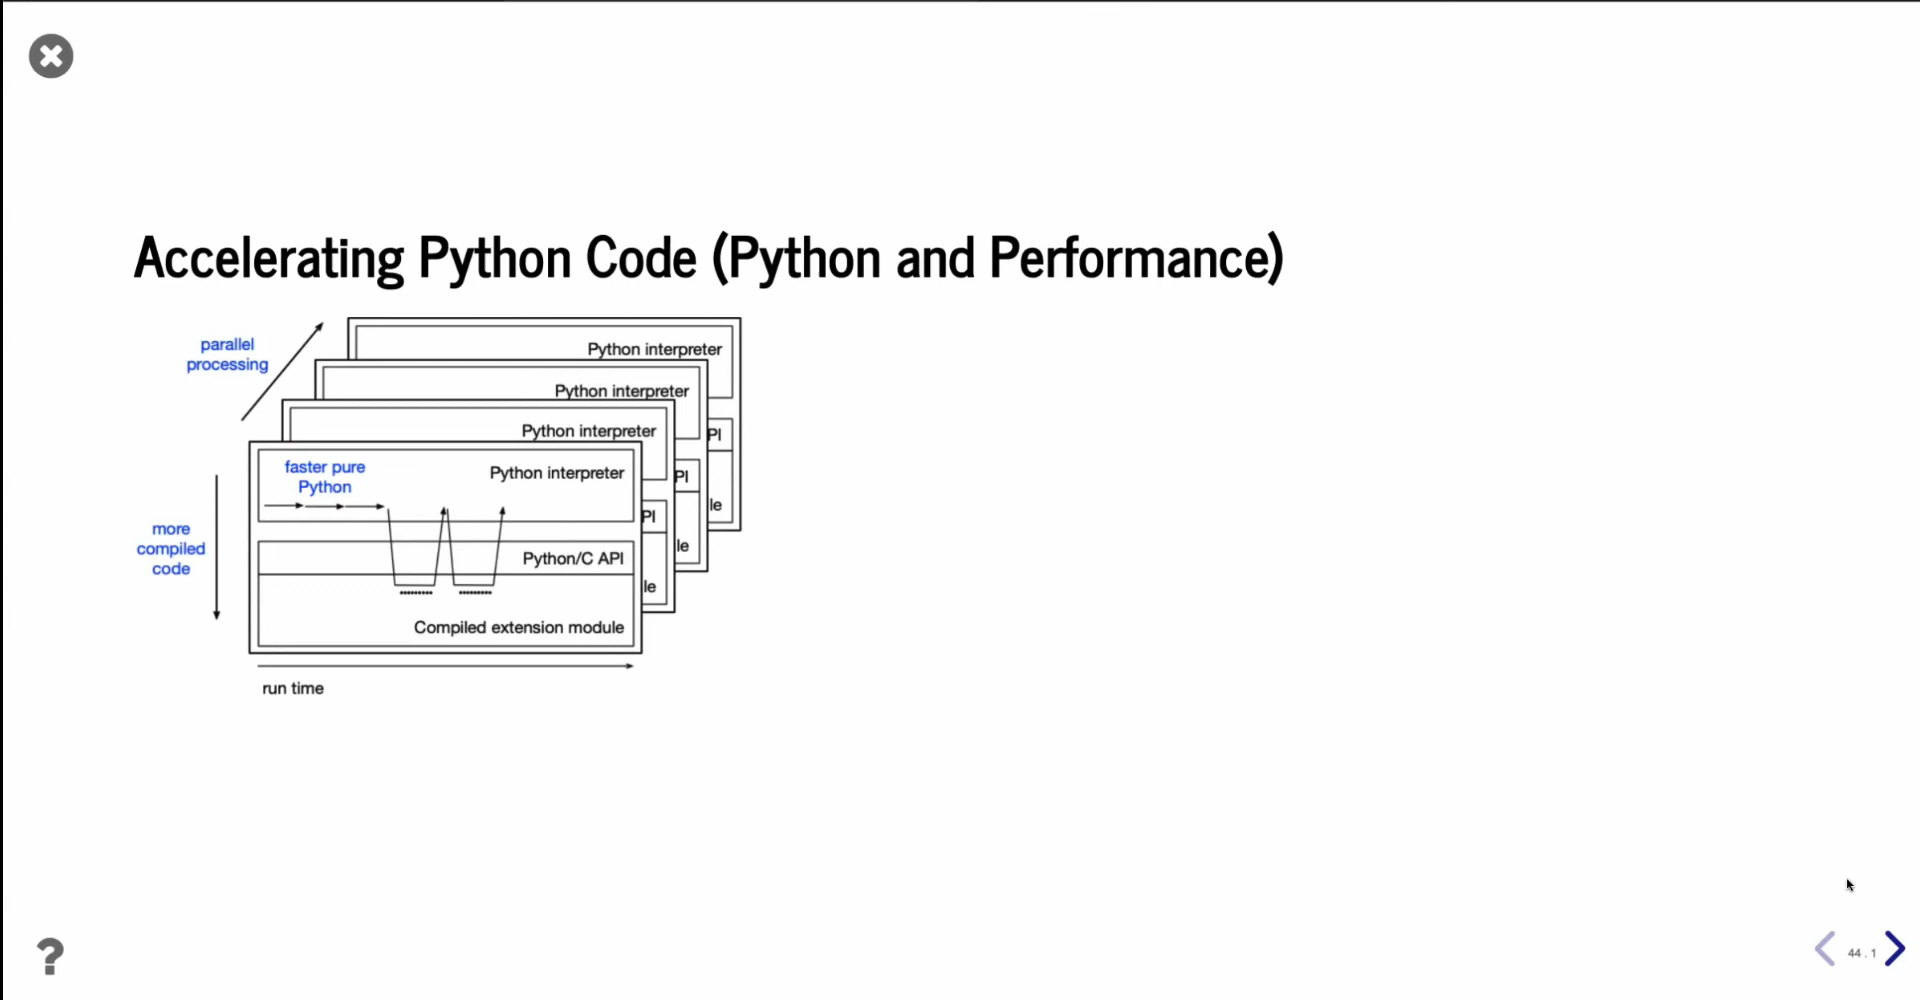 Accelerating Python Code (Python and Performance)
parallel
processing
Python interpreter
Python interpreter
Python interpreter
PI
PI
PI
le
le
le
faster pure
Python
Python interpreter
more
compiled
code
Python/C API
Compiled extension module
run time
?
44 . 1